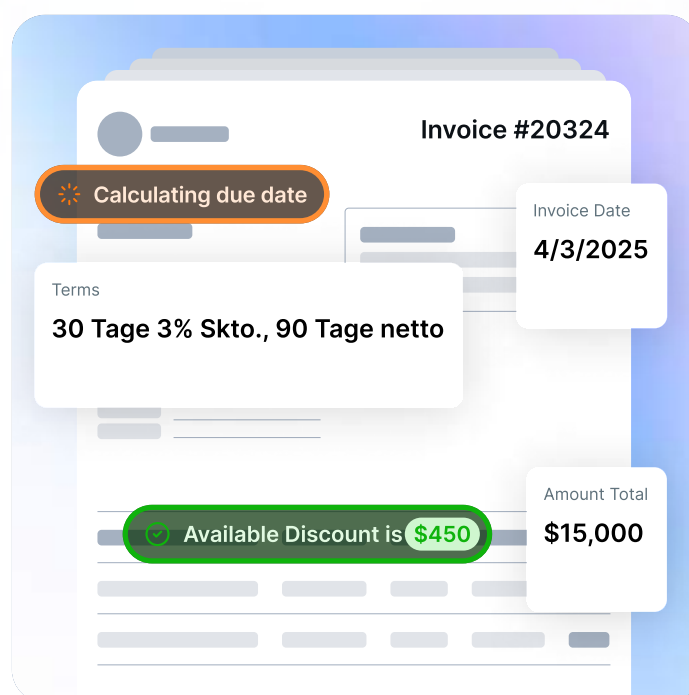 Invoice #20324
Calculating due date
Invoice Date
4/3/2025
Terms
30 Tage 3% Skto., 90 Tage netto
Amount Total
$15,000
Available Discount is $450